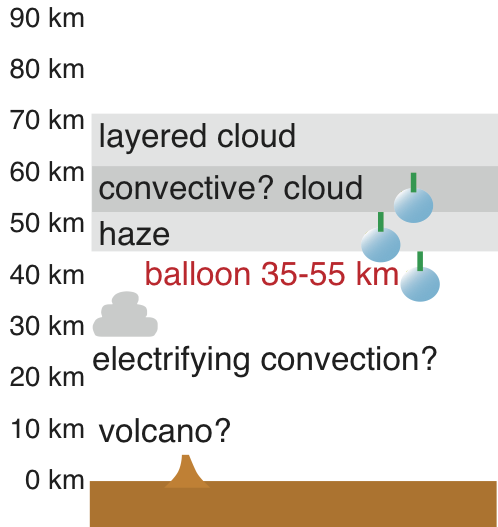 90 km
80 km
70 km
layered cloud
60 km
convective? cloud
50 km
haze
40 km
balloon 35-55 km
30 km
electrifying convection?
20 km
10 km
volcano?
0 km